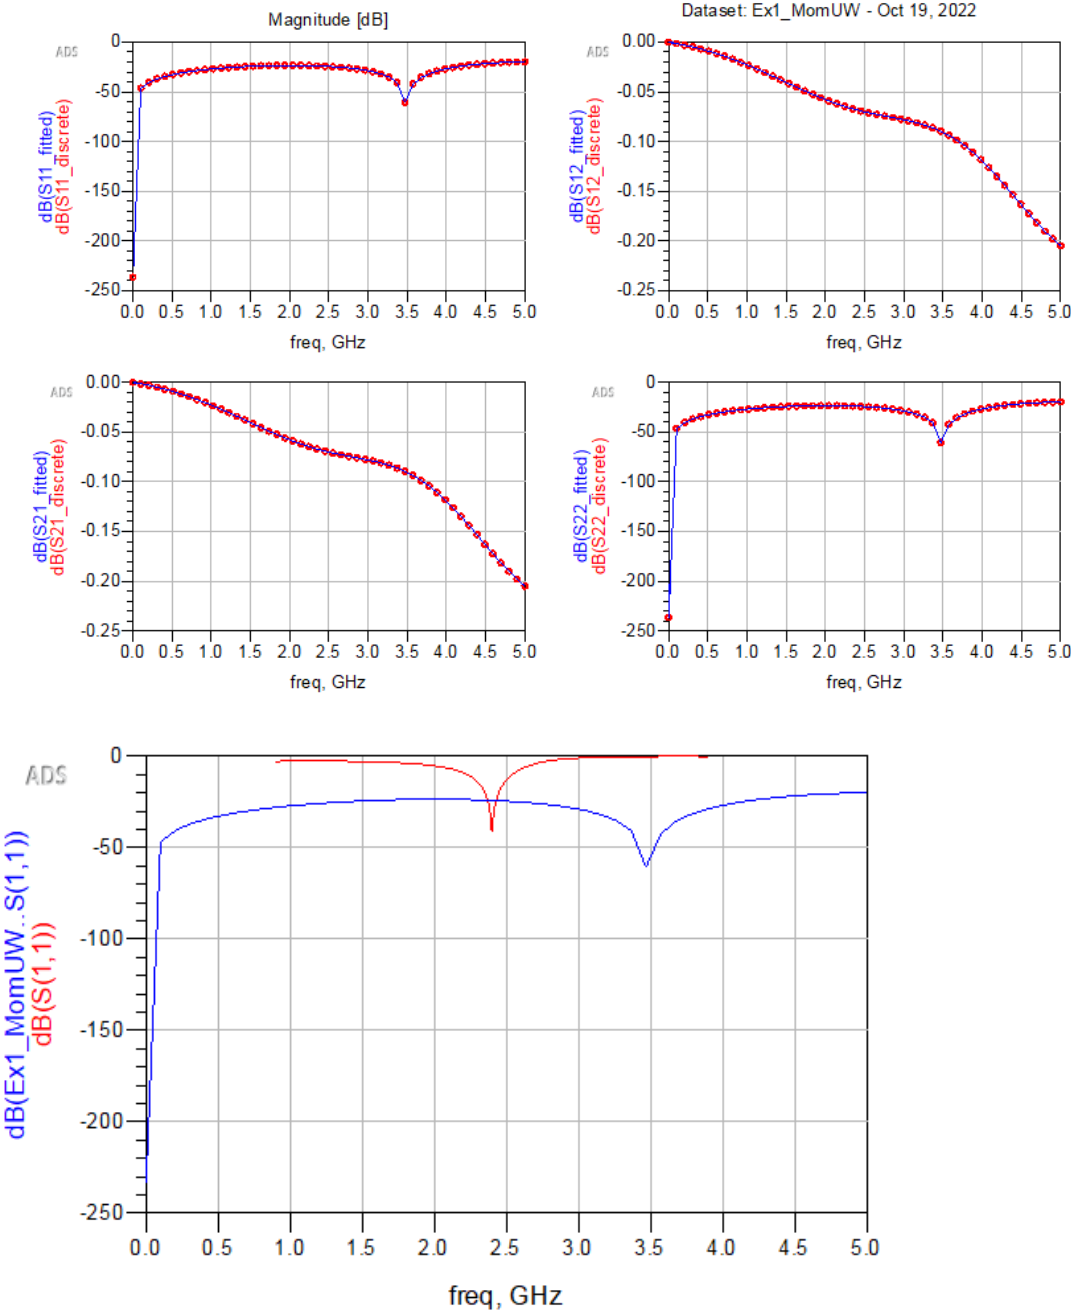 Magnitude [dB]
Dataset: Ex1_MomUW - Oct 19, 2022
ADS
dB(S11_fitted)
dB(S11_discrete)
0
-50
-100
-150
-200
-250
0.0 0.5 1.0 1.5 2.0 2.5 3.0 3.5 4.0 4.5 5.0
freq, GHz
ADS
dB(S12_fitted)
dB(S12_discrete)
0.00
-0.05
-0.10
-0.15
-0.20
-0.25
0.0 0.5 1.0 1.5 2.0 2.5 3.0 3.5 4.0 4.5 5.0
freq, GHz
ADS
dB(S21_fitted)
dB(S21_discrete)
0.00
-0.05
-0.10
-0.15
-0.20
-0.25
0.0 0.5 1.0 1.5 2.0 2.5 3.0 3.5 4.0 4.5 5.0
freq, GHz
ADS
dB(S22_fitted)
dB(S22_discrete)
0
-50
-100
-150
-200
-250
0.0 0.5 1.0 1.5 2.0 2.5 3.0 3.5 4.0 4.5 5.0
freq, GHz
ADS
dB(Ex1_MomUW..S(1,1))
dB(S(1,1))
0
-50
-100
-150
-200
-250
0.0 0.5 1.0 1.5 2.0 2.5 3.0 3.5 4.0 4.5 5.0
freq, GHz